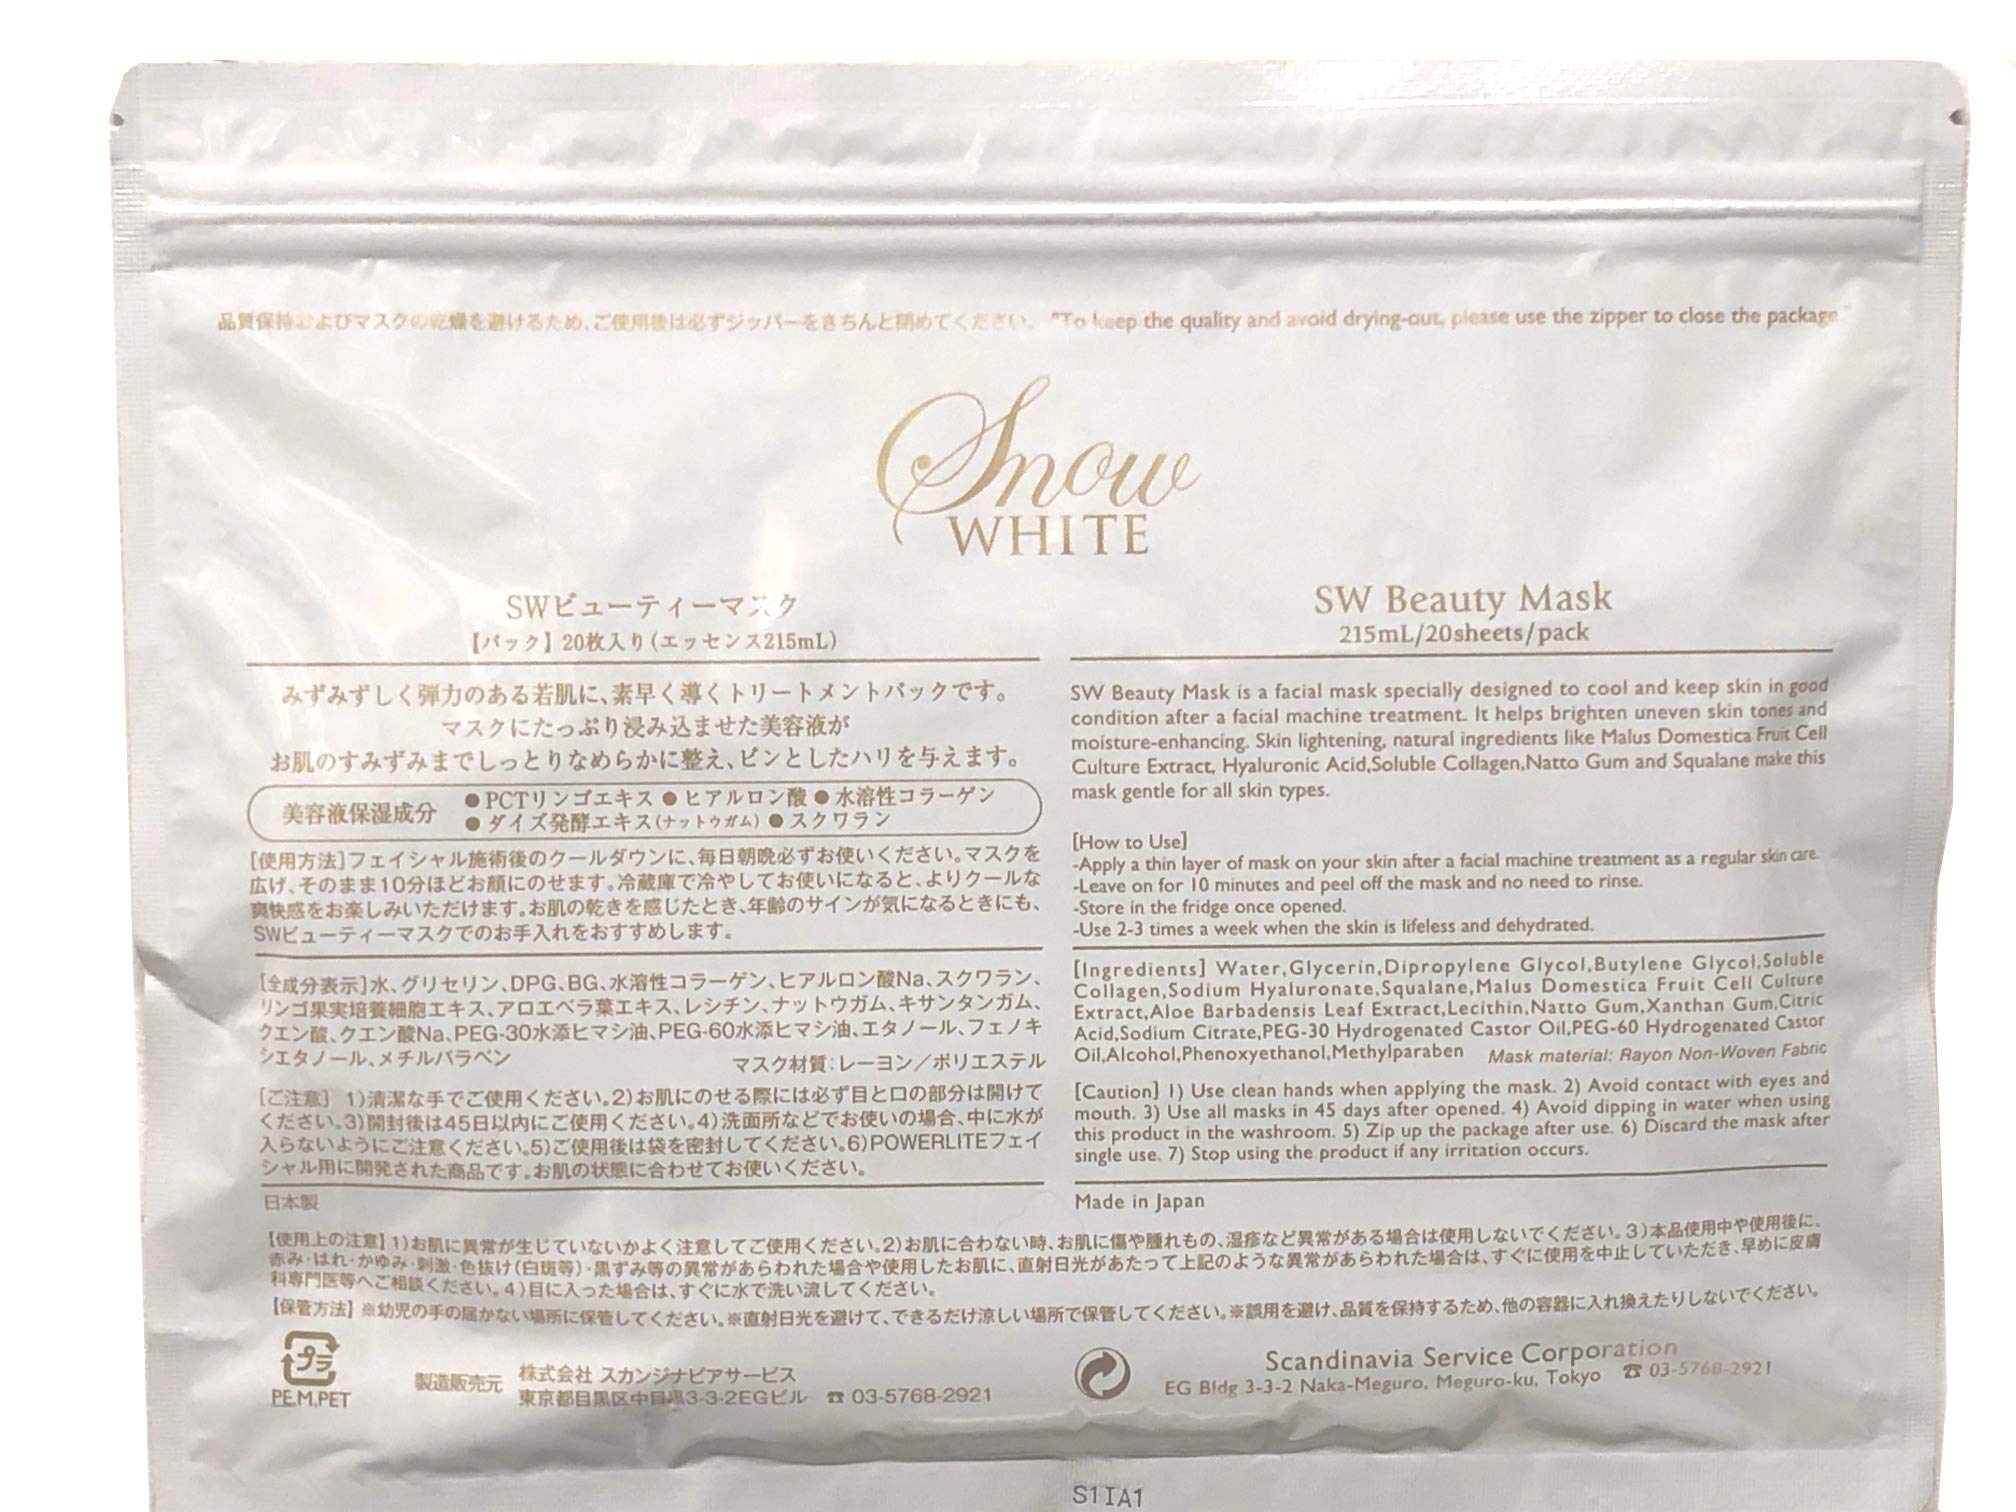 品質保持およびマスクの乾燥を避けるため、ご使用後は必ずジッパーをきちんと閉めてください。 "To keep the quality and avoid drying-out, please use the zipper to close the package"
Snow
WHITE
SWビューティーマスク
【パック】20枚入り(エッセンス215mL)
みずみずしく弾力のある若肌に、素早く導くトリートメントパックです。
マスクにたっぷり浸み込ませた美容液が
お肌のすみずみまでしっとりなめらかに整え、ピンとしたハリを与えます。
美容液保湿成分
●PCTリンゴエキス ●ヒアルロン酸 ●水溶性コラーゲン
●ダイズ発酵エキス(ナットウガム) ●スクワラン
[使用方法]フェイシャル施術後のクールダウンに、毎日朝晩必ずお使いください。マスクを
広げ、そのまま10分ほどお顔にのせます。冷蔵庫で冷やしてお使いになると、よりクールな
爽快感をお楽しみいただけます。お肌の乾きを感じたとき、年齢のサインが気になるときにも、
SWビューティーマスクでのお手入れをおすすめします。
[全成分表示]水、グリセリン、DPG、BG、水溶性コラーゲン、ヒアルロン酸Na、スクワラン、
リンゴ果実培養細胞エキス、アロエベラ葉エキス、レシチン、ナットウガム、キサンタンガム、
クエン酸、クエン酸Na、PEG-30水添ヒマシ油、PEG-60水添ヒマシ油、エタノール、フェノキ
シエタノール、メチルパラベン マスク材質：レーヨン／ポリエステル
[ご注意] 1)清潔な手でご使用ください。2)お肌にのせる際には必ず目と口の部分は開けて
ください。3)開封後は45日以内にご使用ください。4)洗面所などでお使いの場合、中に水が
入らないようにご注意ください。5)ご使用後は袋を密封してください。6)POWERLITEフェイ
シャル用に開発された商品です。お肌の状態に合わせてお使いください。
日本製
SW Beauty Mask
215mL/20sheets/pack
SW Beauty Mask is a facial mask specially designed to cool and keep skin in good
condition after a facial machine treatment. It helps brighten uneven skin tones and
moisture-enhancing. Skin lightening, natural ingredients like Malus Domestica Fruit Cell
Culture Extract, Hyaluronic Acid,Soluble Collagen,Natto Gum and Squalane make this
mask gentle for all skin types.
[How to Use]
-Apply a thin layer of mask on your skin after a facial machine treatment as a regular skin care.
-Leave on for 10 minutes and peel off the mask and no need to rinse.
-Store in the fridge once opened.
-Use 2-3 times a week when the skin is lifeless and dehydrated.
[Ingredients] Water,Glycerin,Dipropylene Glycol,Butylene Glycol,Soluble
Collagen,Sodium Hyaluronate,Squalane,Malus Domestica Fruit Cell Culture
Extract,Aloe Barbadensis Leaf Extract,Lecithin,Natto Gum,Xanthan Gum,Citric
Acid,Sodium Citrate,PEG-30 Hydrogenated Castor Oil,PEG-60 Hydrogenated Castor
Oil,Alcohol,Phenoxyethanol,Methylparaben Mask material: Rayon Non-Woven Fabric
[Caution] 1) Use clean hands when applying the mask. 2) Avoid contact with eyes and
mouth. 3) Use all masks in 45 days after opened. 4) Avoid dipping in water when using
this product in the washroom. 5) Zip up the package after use. 6) Discard the mask after
single use. 7) Stop using the product if any irritation occurs.
Made in Japan
【使用上の注意】1)お肌に異常が生じていないかよく注意してご使用ください。2)お肌に合わない時、お肌に傷や腫れもの、湿疹など異常がある場合は使用しないでください。3)本品使用中や使用後に、
赤み・はれ・かゆみ・刺激・色抜け(白斑等)・黒ずみ等の異常があらわれた場合や使用したお肌に、直射日光があたって上記のような異常があらわれた場合は、すぐに使用を中止していただき、早めに皮膚
科専門医等へご相談ください。4)目に入った場合は、すぐに水で洗い流してください。
【保管方法】※幼児の手の届かない場所に保管してください。※直射日光を避けて、できるだけ涼しい場所で保管してください。※誤用を避け、品質を保持するため、他の容器に入れ換えたりしないでください。
プラ
PE,M,PET
製造販売元
株式会社 スカンジナビアサービス
東京都目黒区中目黒3-3-2EGビル ☎ 03-5768-2921
Scandinavia Service Corporation
EG Bldg 3-3-2 Naka-Meguro, Meguro-ku, Tokyo ☎ 03-5768-2921
S1IA1